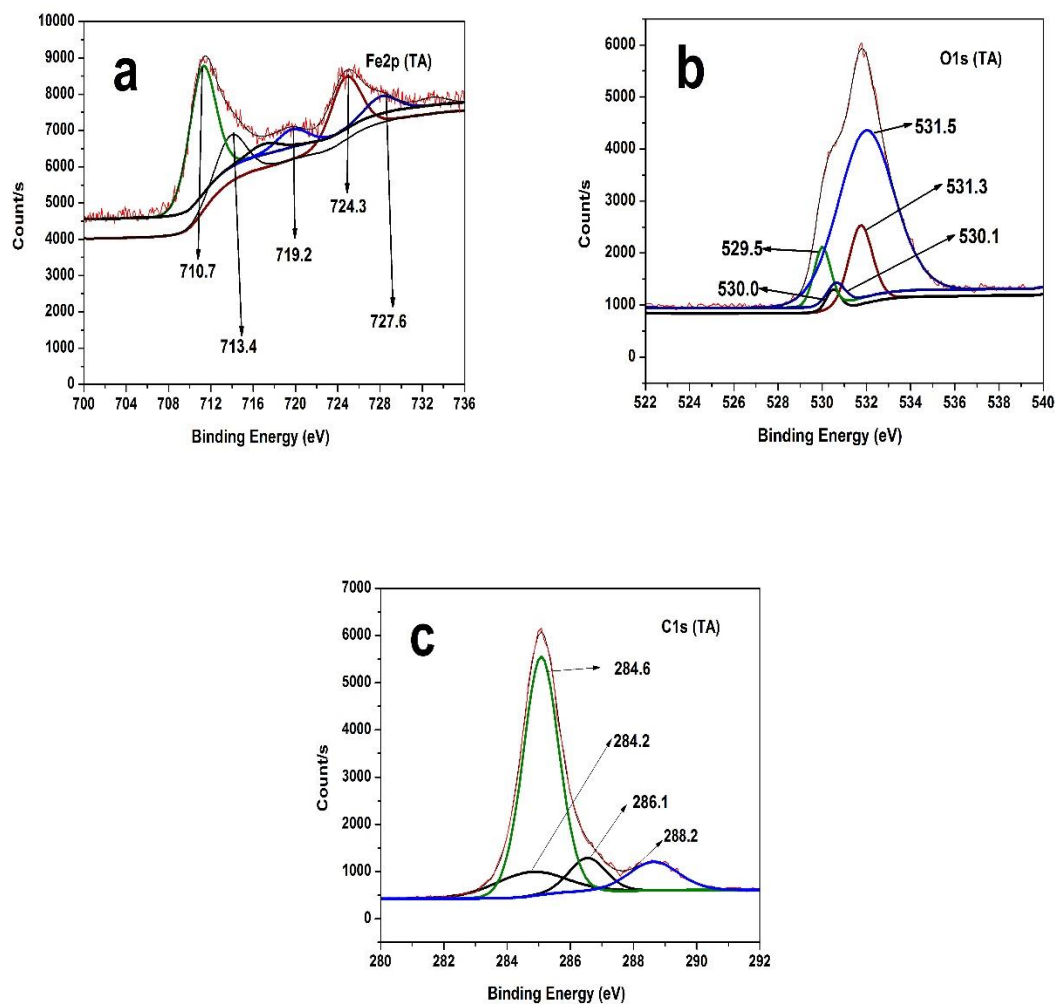 a
Fe2p (TA)
10000
9000
8000
7000
6000
5000
4000
3000
2000
1000
0
Count/s
710.7
713.4
719.2
724.3
727.6
700 704 708 712 716 720 724 728 732 736
Binding Energy (eV)
b
O1s (TA)
6000
5000
4000
3000
2000
1000
0
Count/s
531.5
531.3
529.5
530.1
530.0
522 524 526 528 530 532 534 536 538 540
Binding Energy (eV)
c
C1s (TA)
7000
6000
5000
4000
3000
2000
1000
0
Count/s
284.6
284.2
286.1
288.2
280 282 284 286 288 290 292
Binding Energy (eV)